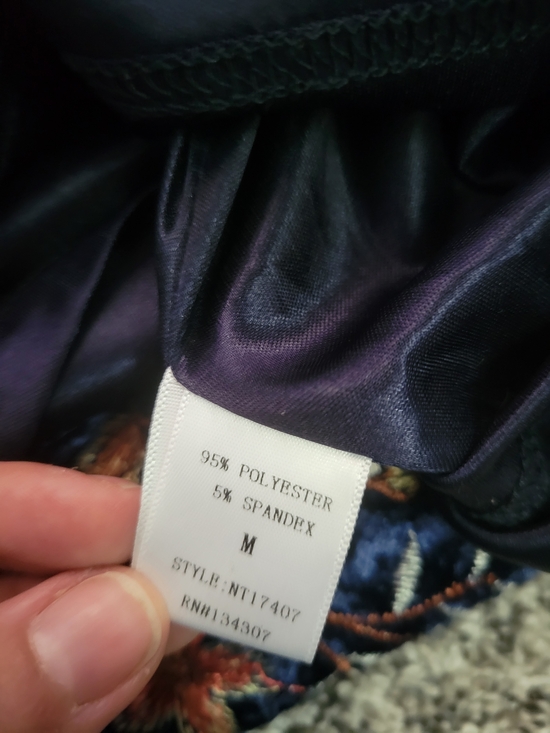 95% POLYESTER
5% SPANDEX
M
STYLE:NT17407
RN#134307